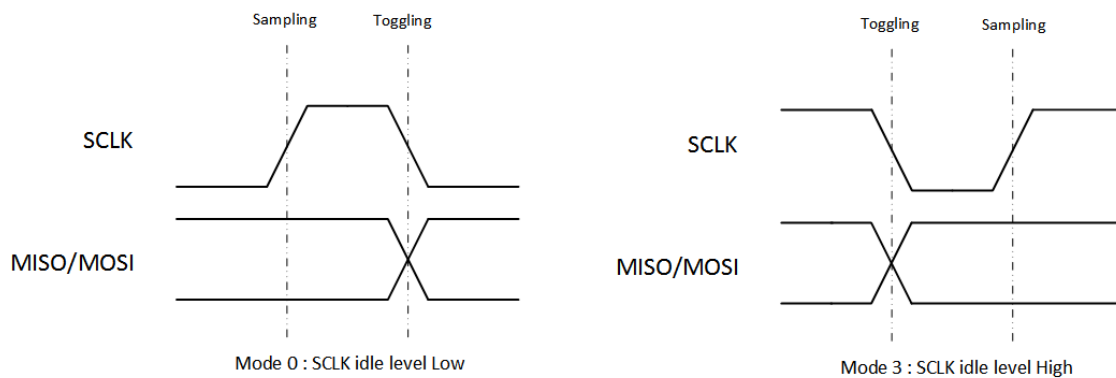 Sampling
Toggling
SCLK
MISO/MOSI
Mode 0 : SCLK idle level Low
Toggling
Sampling
SCLK
MISO/MOSI
Mode 3 : SCLK idle level High